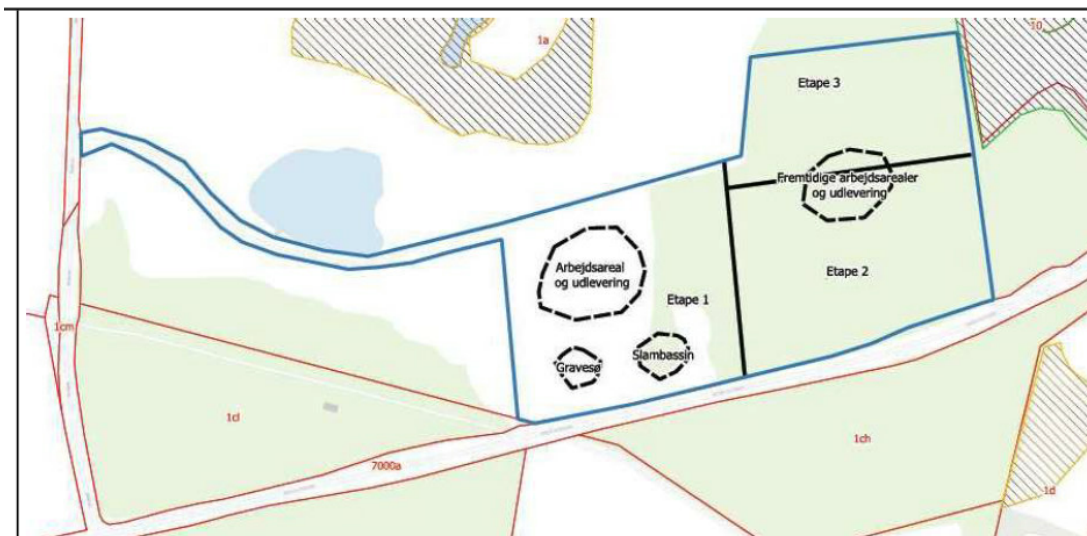 1a
10
Etape 3
Fremtidige arbejdsarealer
og udlevering
Arbejdsareal
og udlevering
Etape 2
Etape 1
1cm
Slambassin
Gravesø
1cl
1ch
7000a
1d